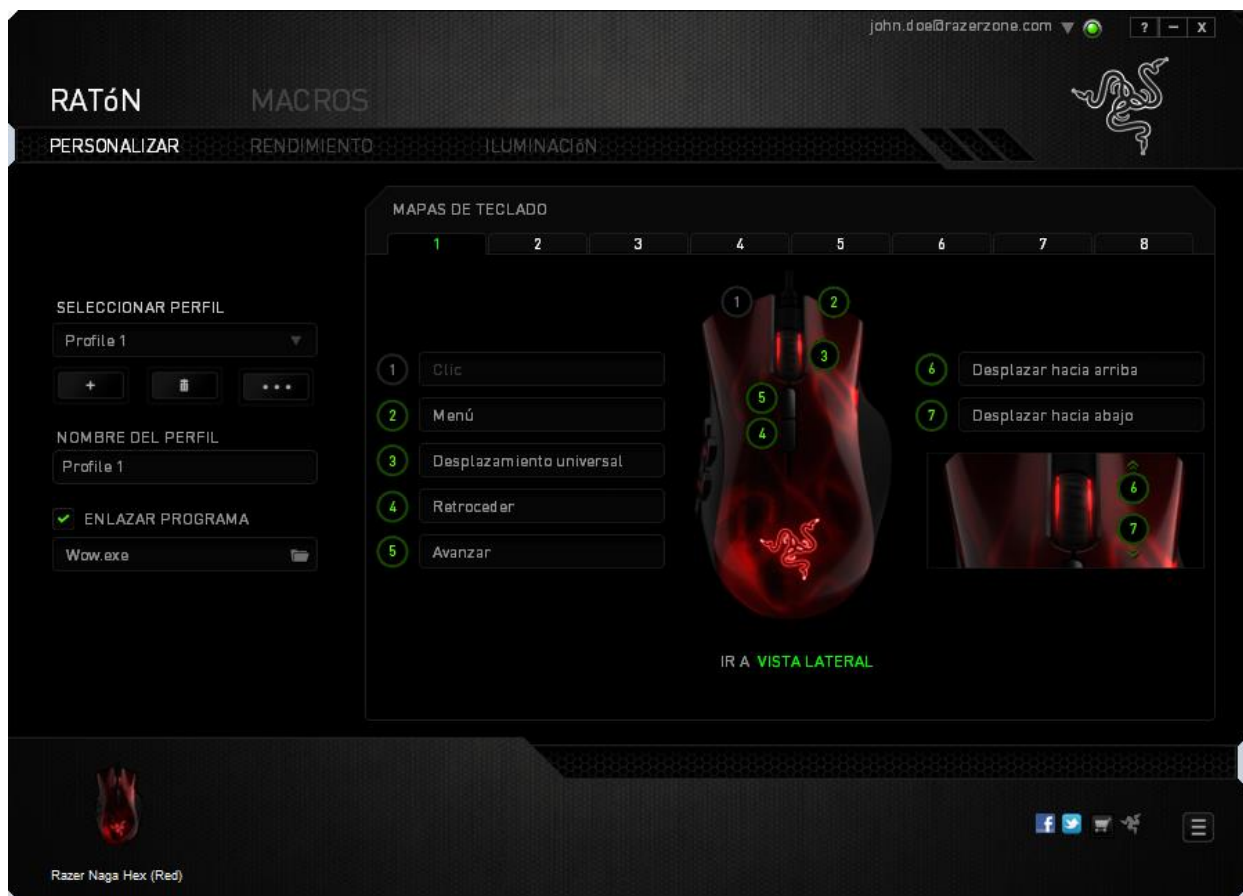 john.doe@razerzone.com
? – X
RATóN MACROS
PERSONALIZAR RENDIMIENTO ILUMINACIóN
MAPAS DE TECLADO
1 2 3 4 5 6 7 8
SELECCIONAR PERFIL
Profile 1
+ •••
NOMBRE DEL PERFIL
Profile 1
ENLAZAR PROGRAMA
Wow.exe
1 Clic
2 Menú
3 Desplazamiento universal
4 Retroceder
5 Avanzar
1
2
3
5
4
6 Desplazar hacia arriba
7 Desplazar hacia abajo
6
7
IR A VISTA LATERAL
Razer Naga Hex (Red)
f